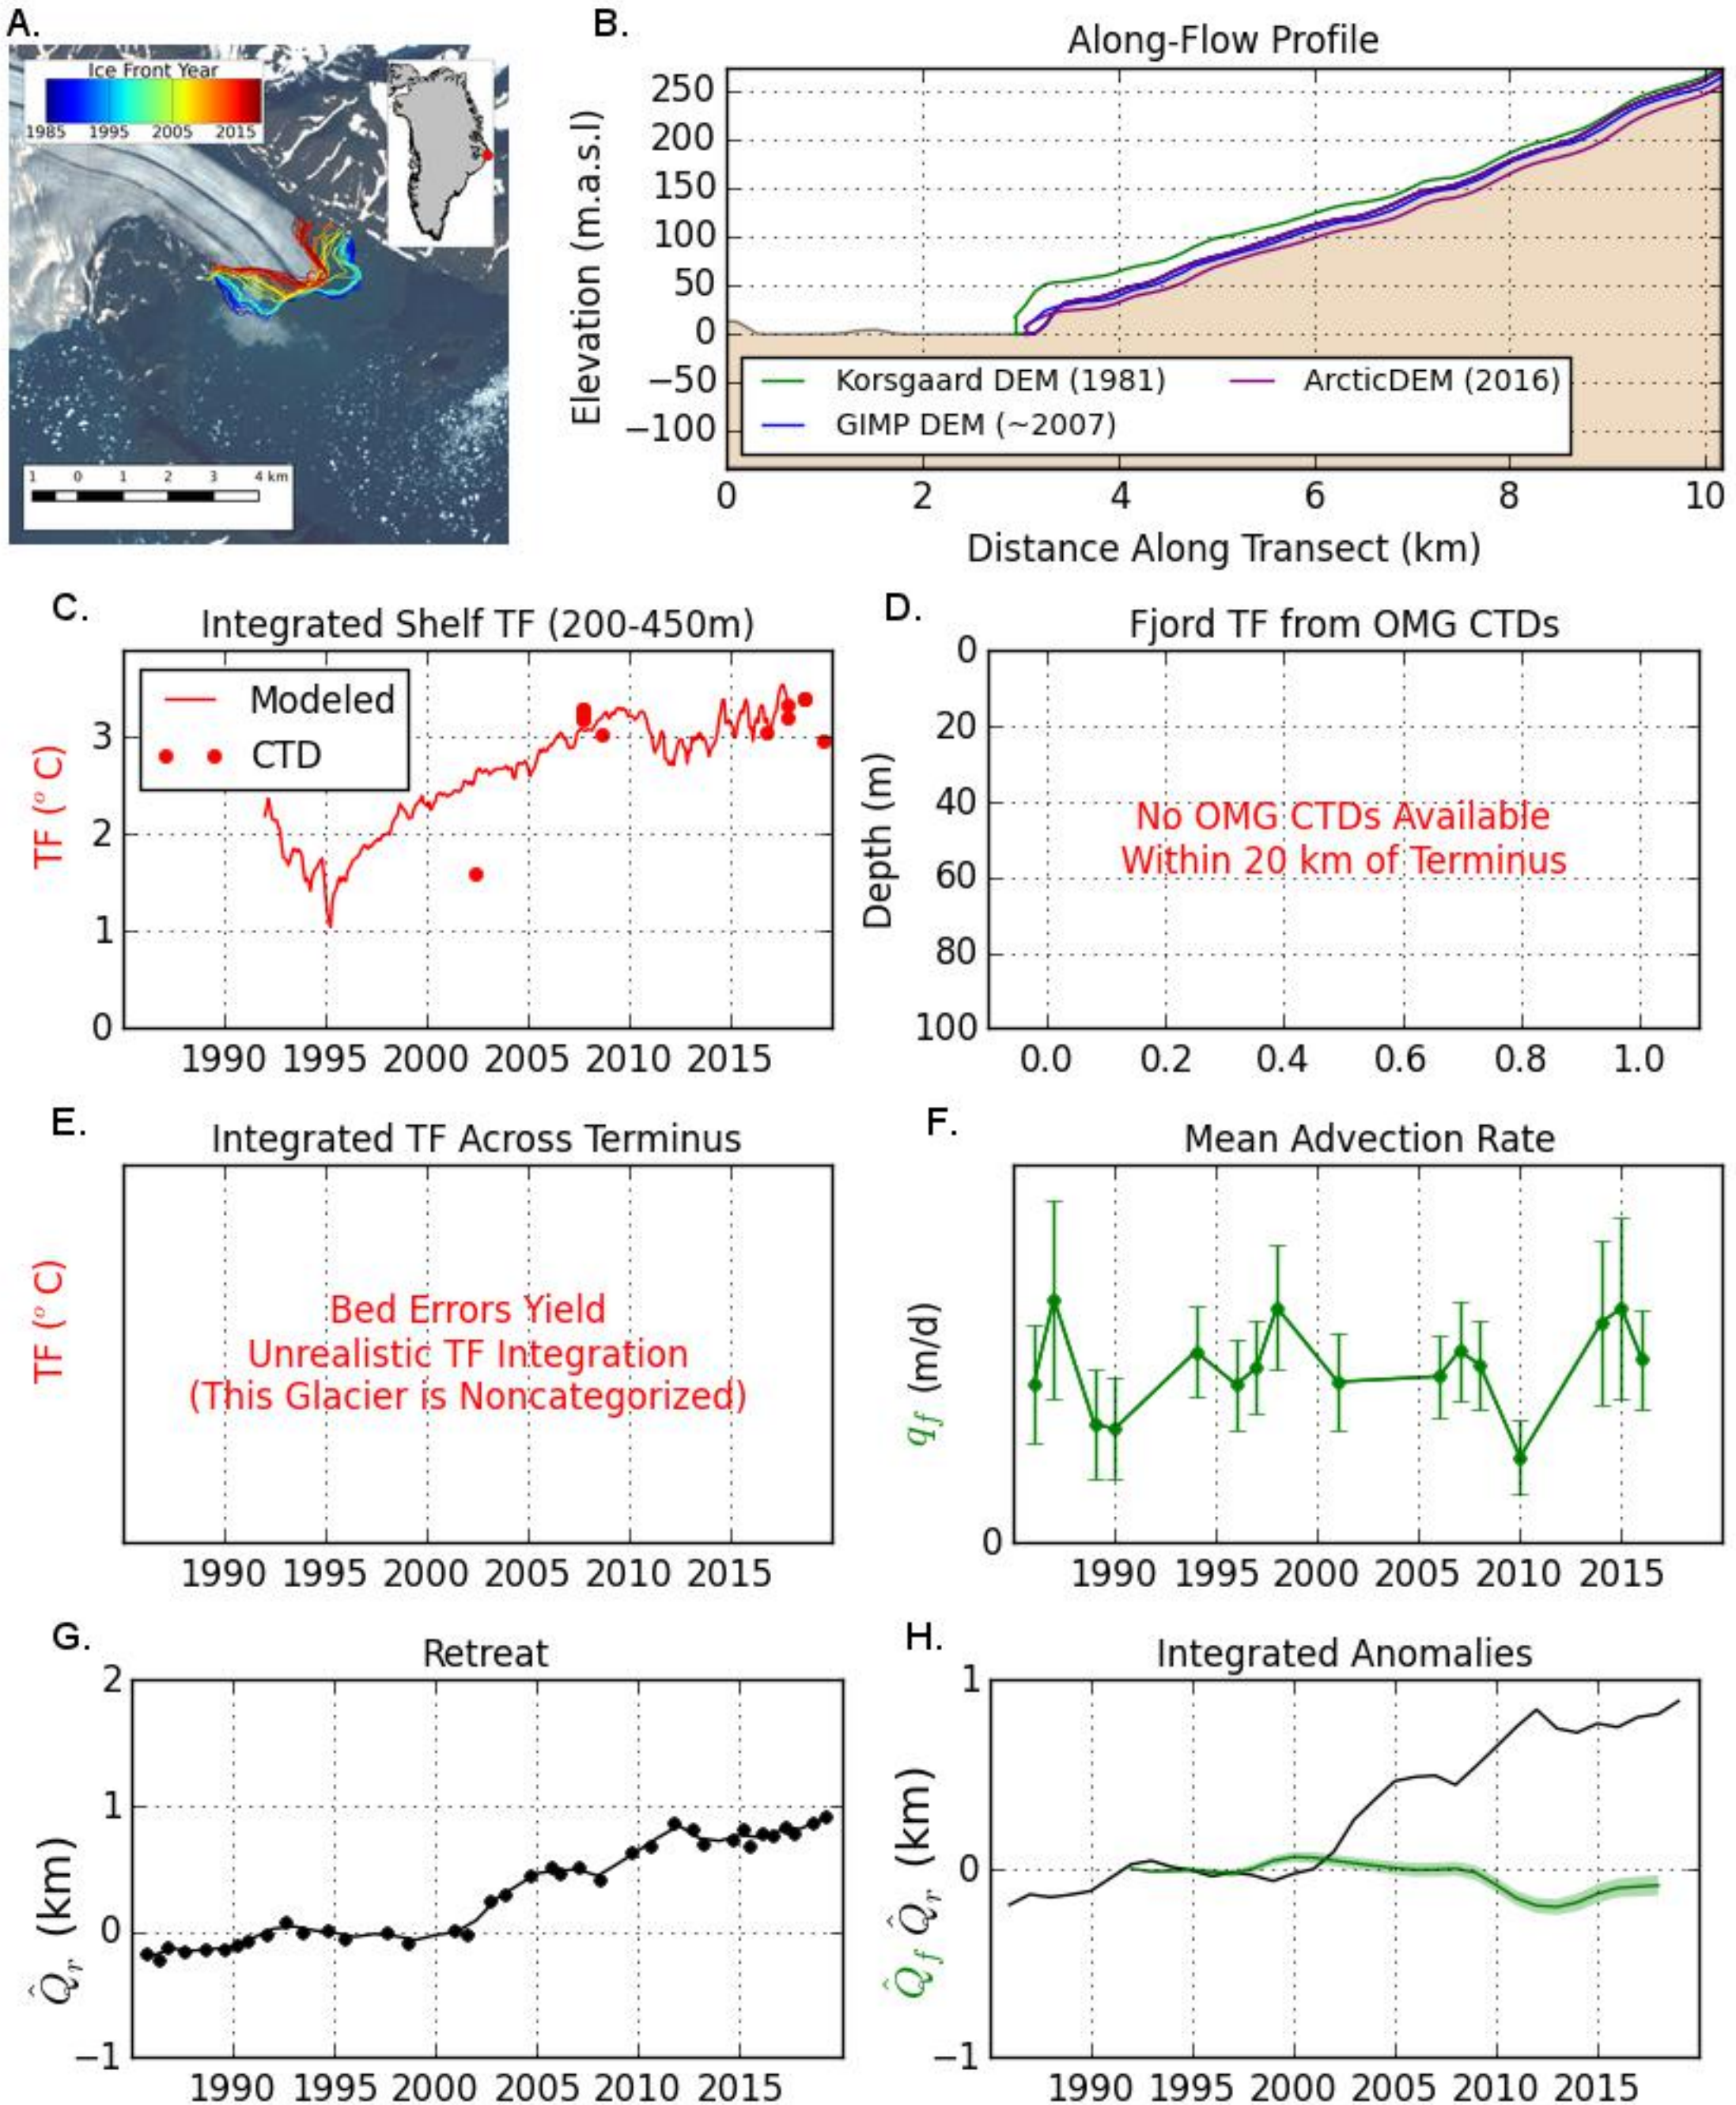 A.
Ice Front Year
1985 1995 2005 2015
1 0 1 2 3 4 km
B.
Along-Flow Profile
Elevation (m.a.s.l)
250
200
150
100
50
0
−50
−100
Korsgaard DEM (1981)
ArcticDEM (2016)
GIMP DEM (~2007)
0 2 4 6 8 10
Distance Along Transect (km)
C.
Integrated Shelf TF (200-450m)
TF (° C)
3
2
1
0
Modeled
CTD
1990 1995 2000 2005 2010 2015
D.
Fjord TF from OMG CTDs
Depth (m)
0
20
40
60
80
100
No OMG CTDs Available
Within 20 km of Terminus
0.0 0.2 0.4 0.6 0.8 1.0
E.
Integrated TF Across Terminus
TF (° C)
Bed Errors Yield
Unrealistic TF Integration
(This Glacier is Noncategorized)
1990 1995 2000 2005 2010 2015
F.
Mean Advection Rate
q_f (m/d)
0
1990 1995 2000 2005 2010 2015
G.
Retreat
Q̂_r (km)
2
1
0
−1
1990 1995 2000 2005 2010 2015
H.
Integrated Anomalies
Q̂_f Q̂_r (km)
1
0
−1
1990 1995 2000 2005 2010 2015